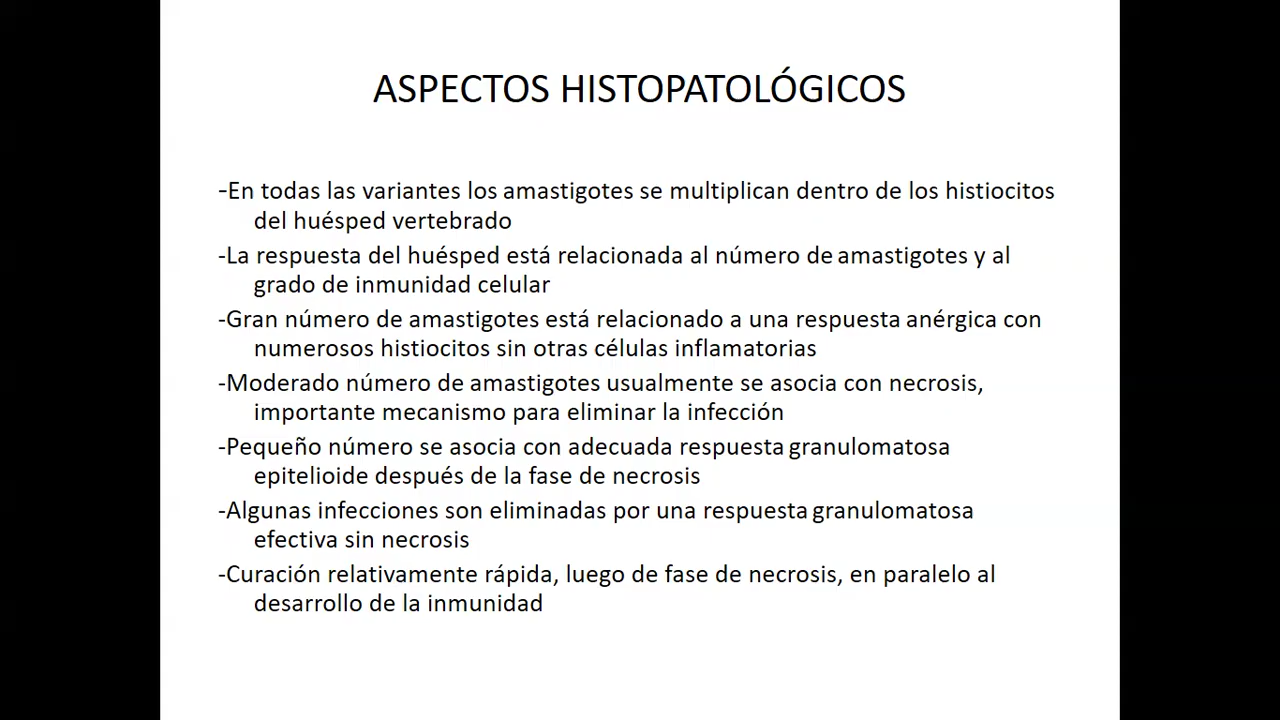 ASPECTOS HISTOPATOLÓGICOS
-En todas las variantes los amastigotes se multiplican dentro de los histiocitos
del huésped vertebrado
-La respuesta del huésped está relacionada al número de amastigotes y al
grado de inmunidad celular
-Gran número de amastigotes está relacionado a una respuesta anérgica con
numerosos histiocitos sin otras células inflamatorias
-Moderado número de amastigotes usualmente se asocia con necrosis,
importante mecanismo para eliminar la infección
-Pequeño número se asocia con adecuada respuesta granulomatosa
epitelioide después de la fase de necrosis
-Algunas infecciones son eliminadas por una respuesta granulomatosa
efectiva sin necrosis
-Curación relativamente rápida, luego de fase de necrosis, en paralelo al
desarrollo de la inmunidad